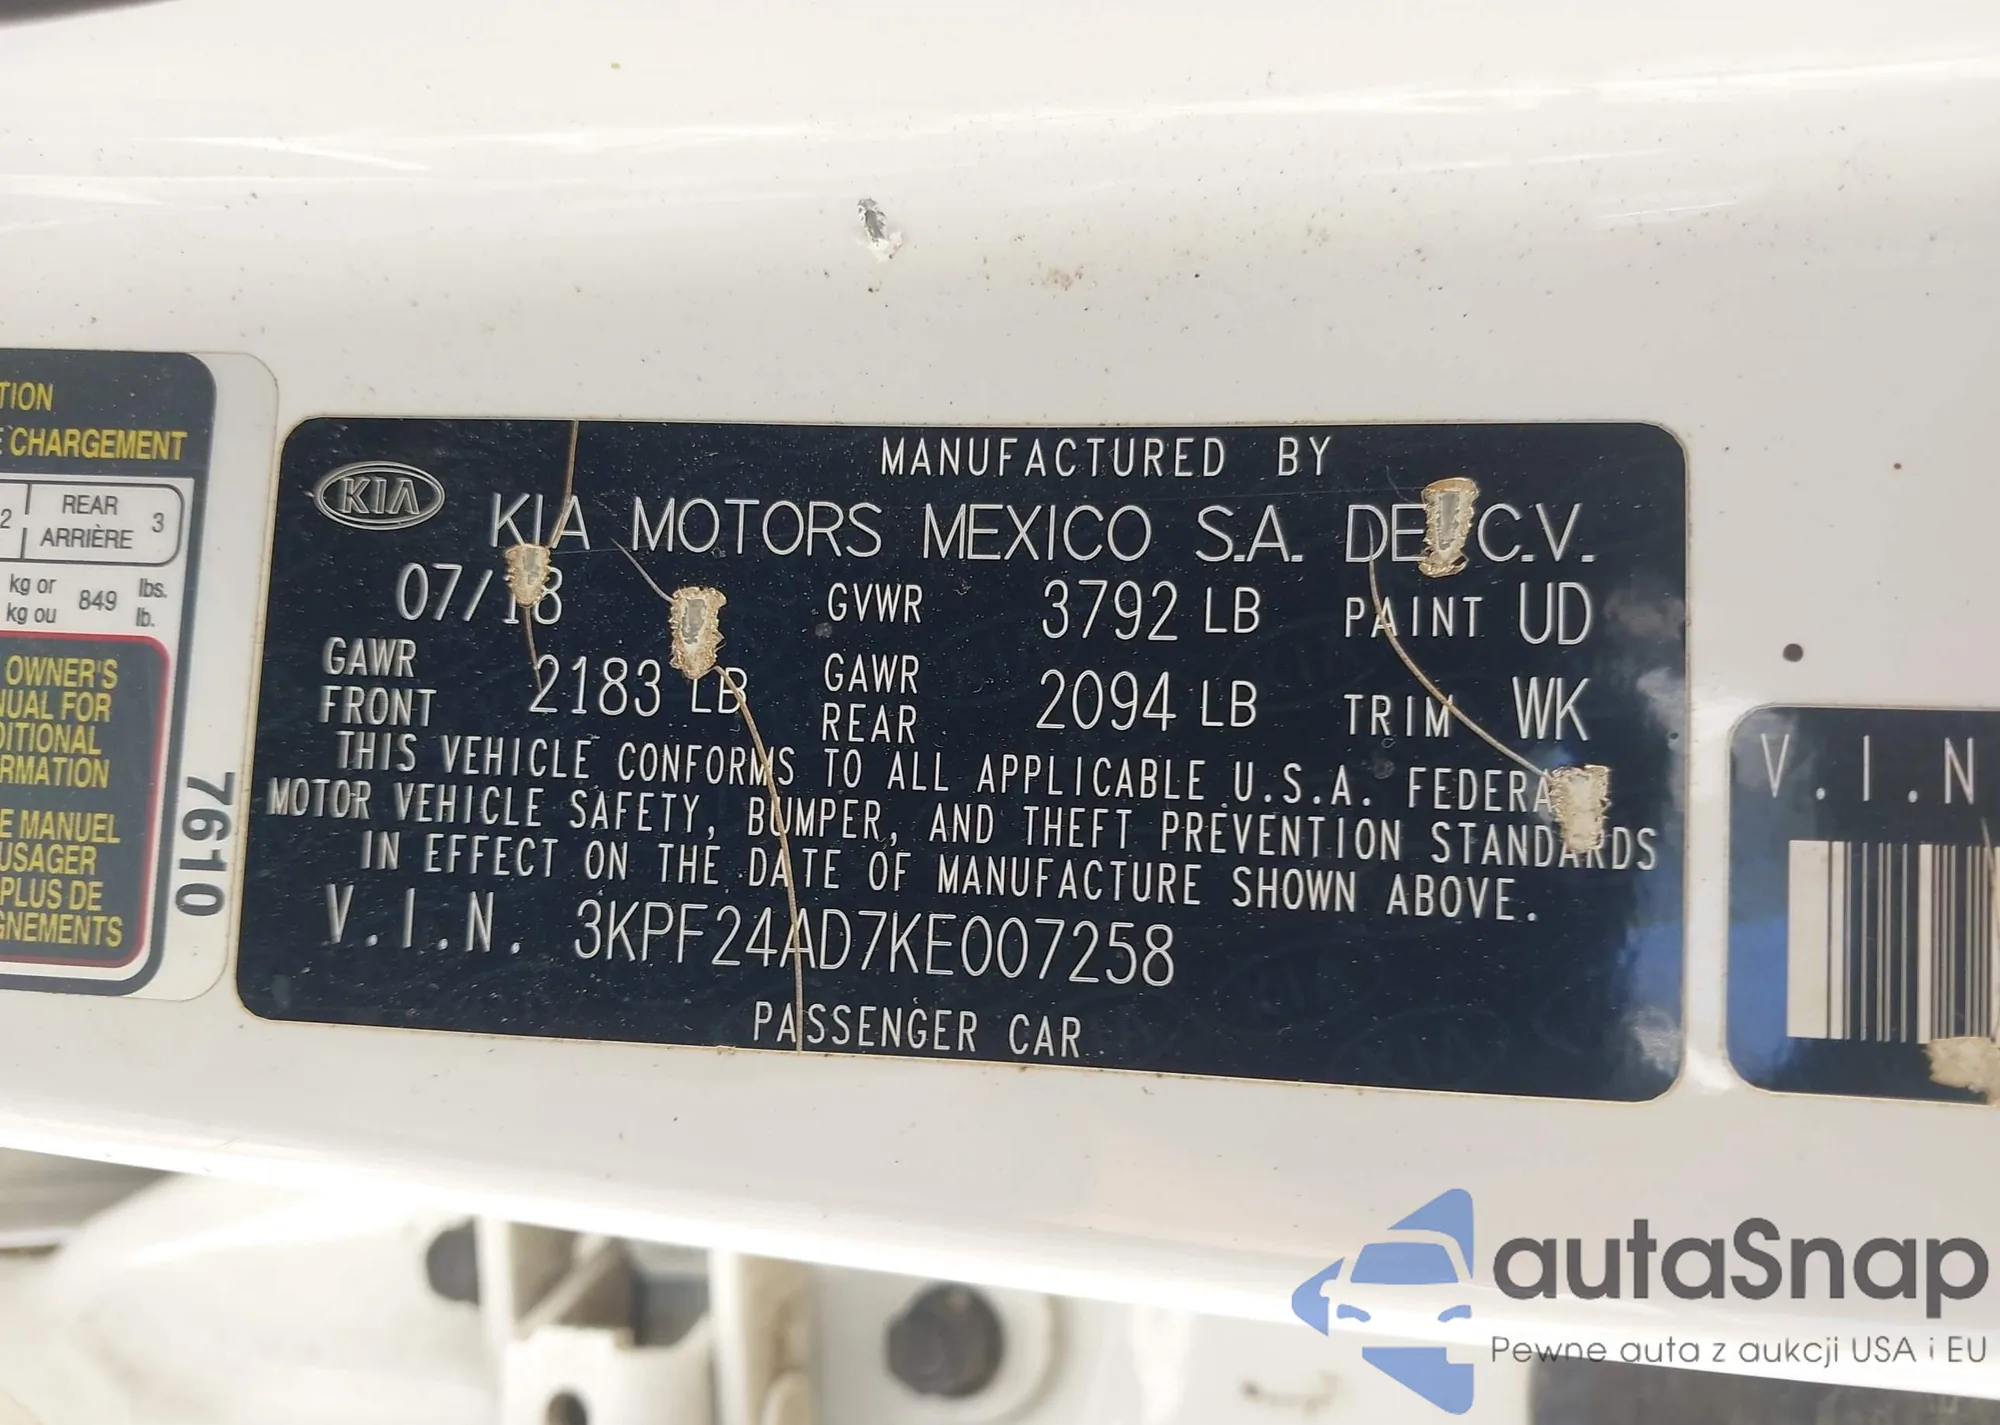 TION
CHARGEMENT
2 REAR 3
ARRIÈRE
kg or 849 lbs.
kg ou lb.
OWNER'S
NUAL FOR
DITIONAL
RMATION
E MANUEL
USAGER
PLUS DE
GNEMENTS
7610
KIA
MANUFACTURED BY
KIA MOTORS MEXICO S.A. DE C.V.
07/18 GVWR 3792 LB PAINT UD
GAWR FRONT 2183 LB GAWR REAR 2094 LB TRIM WK
THIS VEHICLE CONFORMS TO ALL APPLICABLE U.S.A. FEDERAL
MOTOR VEHICLE SAFETY, BUMPER, AND THEFT PREVENTION STANDARDS
IN EFFECT ON THE DATE OF MANUFACTURE SHOWN ABOVE.
V.I.N. 3KPF24AD7KE007258
PASSENGER CAR
V.I.N
autaSnap
Pewne auta z aukcji USA i EU